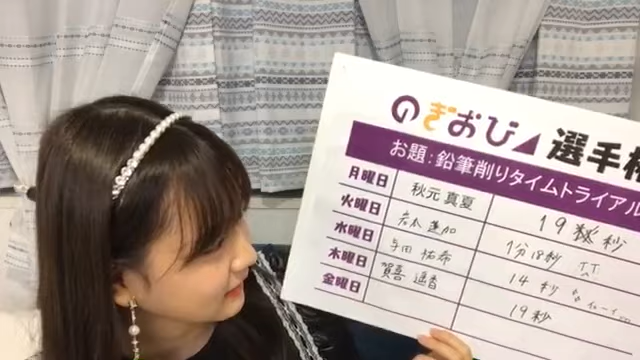 のぎおび 選手権
お題:鉛筆削りタイムトライアル
月曜日 秋元 真夏 19秒
火曜日 岩本 蓮加 1分18秒
水曜日 与田 祐希 14秒
木曜日 賀喜 遥香 19秒
金曜日